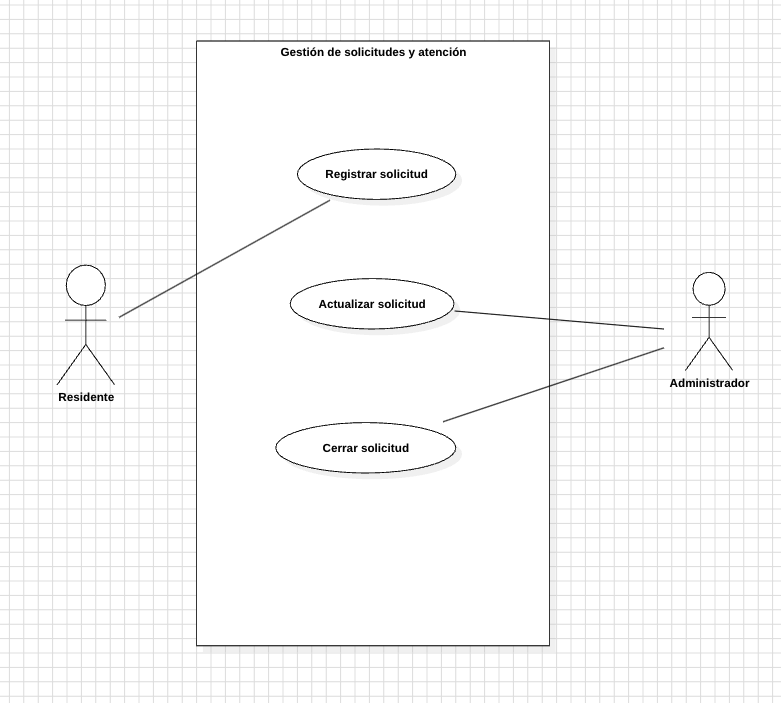 Gestión de solicitudes y atención
Registrar solicitud
Actualizar solicitud
Administrador
Residente
Cerrar solicitud